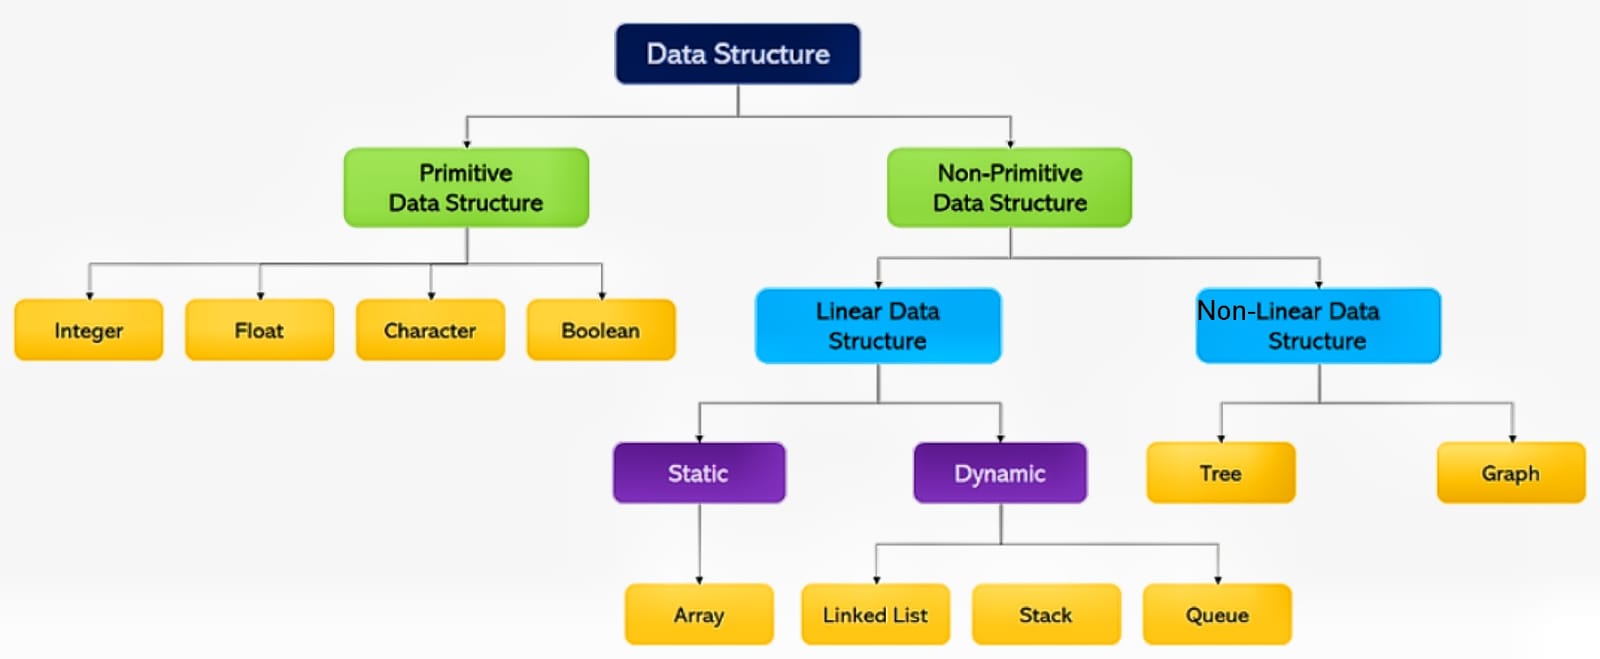 Data Structure
Primitive
Data Structure
Non-Primitive
Data Structure
Integer
Float
Character
Boolean
Linear Data
Structure
Non-Linear Data
Structure
Static
Dynamic
Tree
Graph
Array
Linked List
Stack
Queue